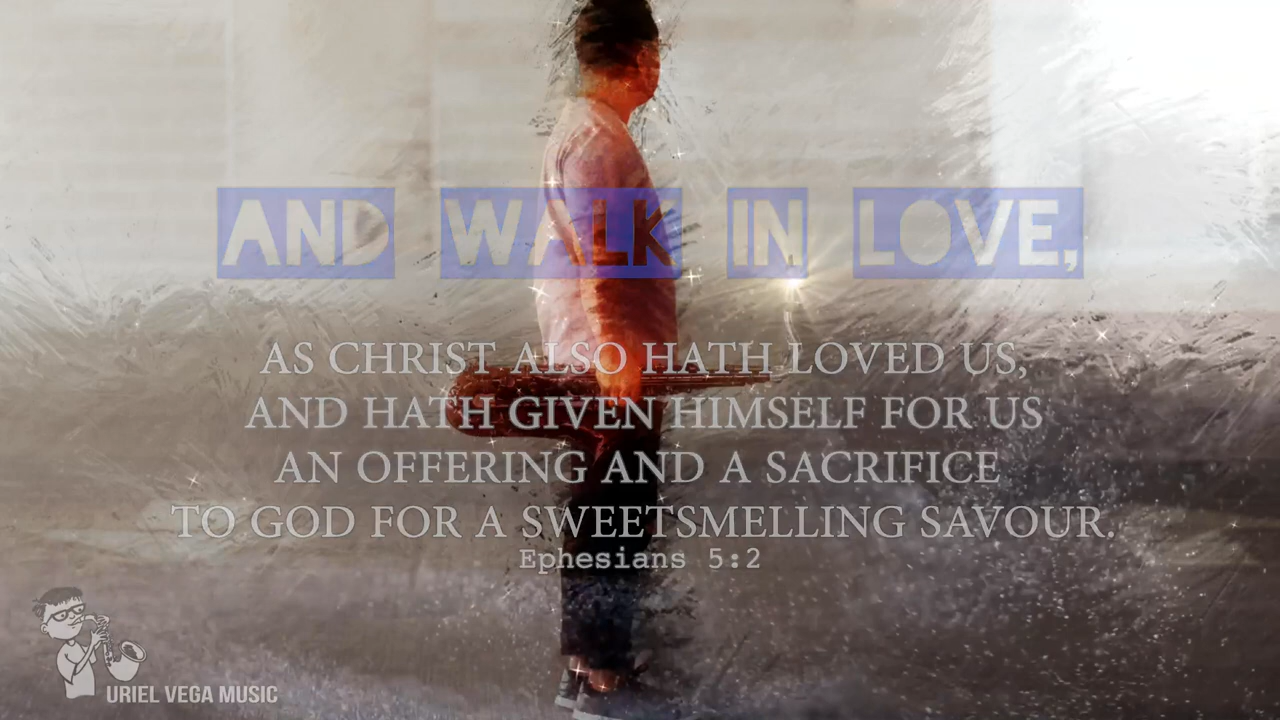 AND WALK IN LOVE,
AS CHRIST ALSO HATH LOVED US,
AND HATH GIVEN HIMSELF FOR US
AN OFFERING AND A SACRIFICE
TO GOD FOR A SWEETSMELLING SAVOUR.
Ephesians 5:2
URIEL VEGA MUSIC